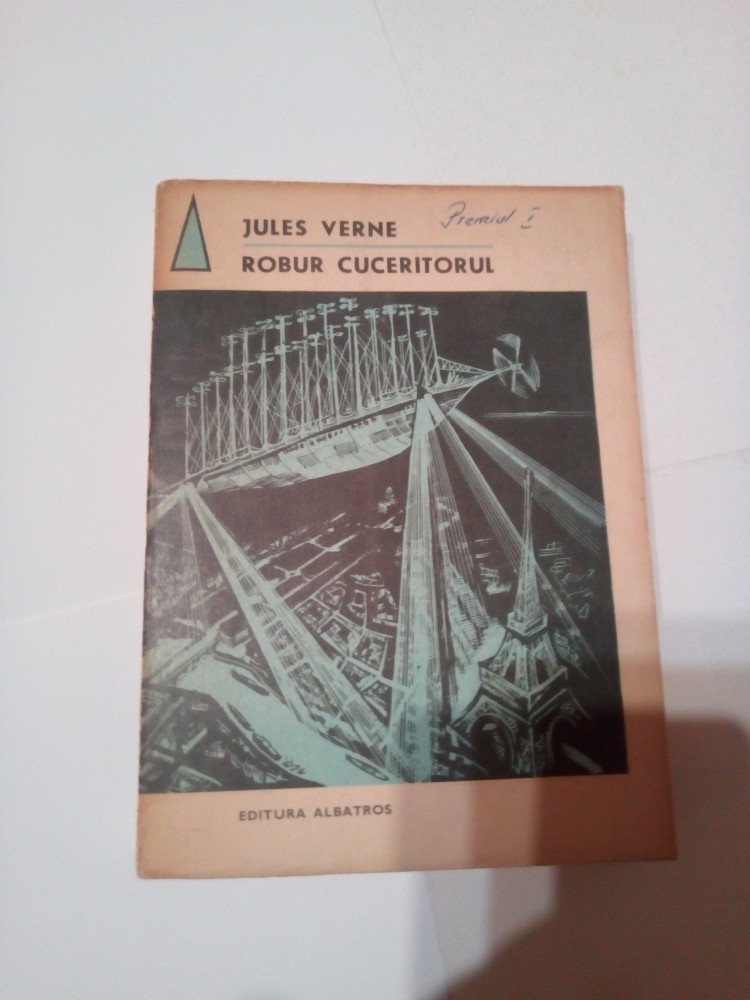 Premiul I
JULES VERNE
ROBUR CUCERITORUL
EDITURA ALBATROS